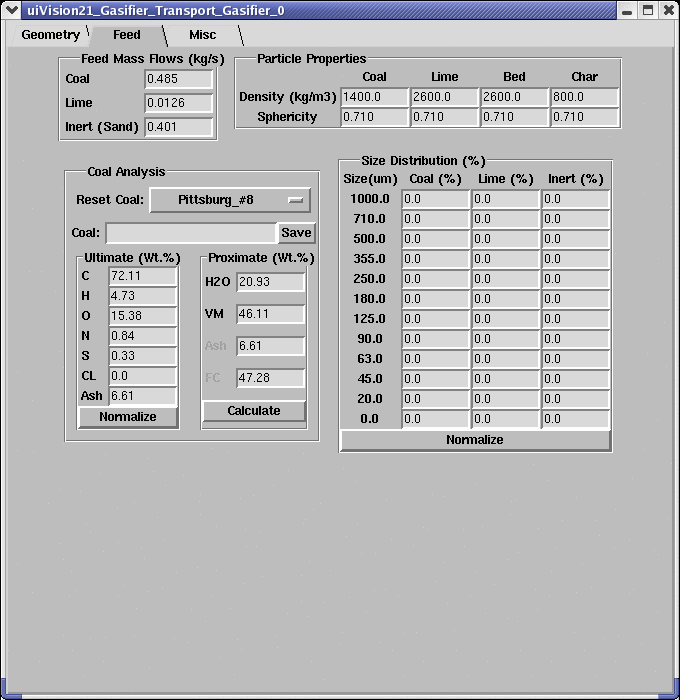 uiVision21_Gasifier_Transport_Gasifier_0
Geometry Feed Misc
Feed Mass Flows (kg/s)
Coal 0.485
Lime 0.0126
Inert (Sand) 0.401
Particle Properties
Coal Lime Bed Char
Density (kg/m3) 1400.0 2600.0 2600.0 800.0
Sphericity 0.710 0.710 0.710 0.710
Coal Analysis
Reset Coal: Pittsburg_#8
Coal: Save
Ultimate (Wt.%)
C 72.11
H 4.73
O 15.38
N 0.84
S 0.33
CL 0.0
Ash 6.61
Normalize
Proximate (Wt.%)
H2O 20.93
VM 46.11
Ash 6.61
FC 47.28
Calculate
Size Distribution (%)
Size(um) Coal (%) Lime (%) Inert (%)
1000.0 0.0 0.0 0.0
710.0 0.0 0.0 0.0
500.0 0.0 0.0 0.0
355.0 0.0 0.0 0.0
250.0 0.0 0.0 0.0
180.0 0.0 0.0 0.0
125.0 0.0 0.0 0.0
90.0 0.0 0.0 0.0
63.0 0.0 0.0 0.0
45.0 0.0 0.0 0.0
20.0 0.0 0.0 0.0
0.0 0.0 0.0 0.0
Normalize